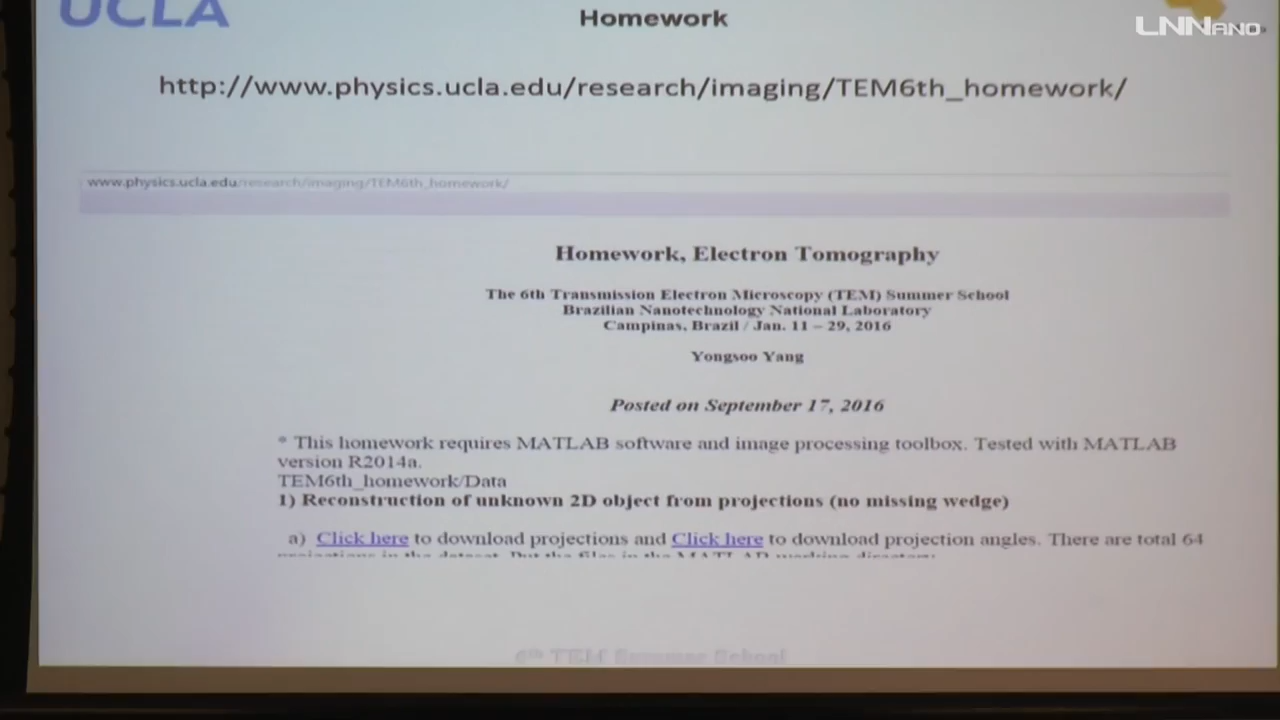 UCLA
Homework
LNNANO
http://www.physics.ucla.edu/research/imaging/TEM6th_homework/
www.physics.ucla.edu/research/imaging/TEM6th_homework/
Homework, Electron Tomography
The 6th Transmission Electron Microscopy (TEM) Summer School
Brazilian Nanotechnology National Laboratory
Campinas, Brazil / Jan. 11 – 29, 2016
Yongsoo Yang
Posted on September 17, 2016
* This homework requires MATLAB software and image processing toolbox. Tested with MATLAB
version R2014a.
TEM6th_homework/Data
1) Reconstruction of unknown 2D object from projections (no missing wedge)
a) Click here to download projections and Click here to download projection angles. There are total 64
projections in the dataset. Put the files in the MATLAB working directory.
6th TEM Summer School